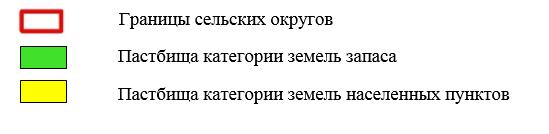 Границы сельских округов
Пастбища категории земель запаса
Пастбища категории земель населенных пунктов